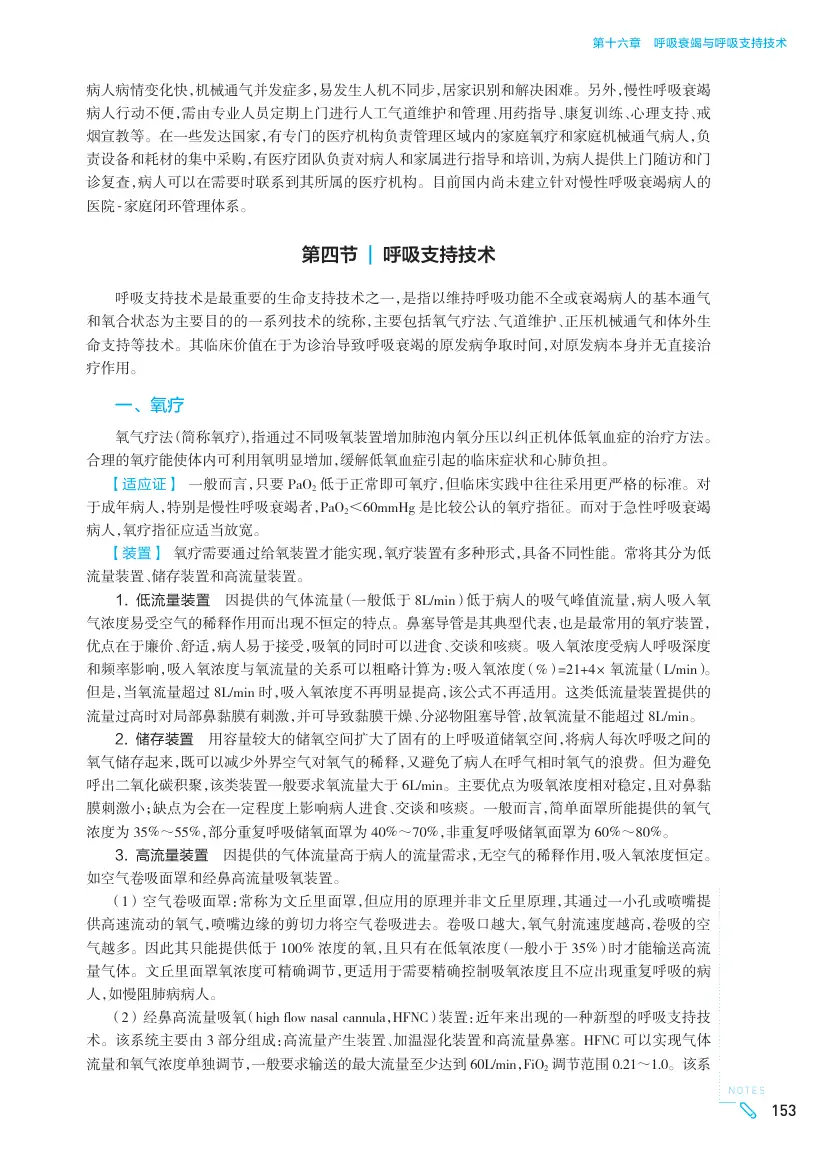 第十六章 呼吸衰竭与呼吸支持技术
病人病情变化快,机械通气并发症多,易发生人机不同步,居家识别和解决困难。另外,慢性呼吸衰竭
病人行动不便,需由专业人员定期上门进行人工气道维护和管理、用药指导、康复训练、心理支持、戒
烟宣教等。在一些发达国家,有专门的医疗机构负责管理区域内的家庭氧疗和家庭机械通气病人,负
责设备和耗材的集中采购,有医疗团队负责对病人和家属进行指导和培训,为病人提供上门随访和门
诊复查,病人可以在需要时联系到其所属的医疗机构。目前国内尚未建立针对慢性呼吸衰竭病人的
医院-家庭闭环管理体系。
第四节 | 呼吸支持技术
呼吸支持技术是最重要的生命支持技术之一,是指以维持呼吸功能不全或衰竭病人的基本通气
和氧合状态为主要目的的一系列技术的统称,主要包括氧气疗法、气道维护、正压机械通气和体外生
命支持等技术。其临床价值在于为诊治导致呼吸衰竭的原发病争取时间,对原发病本身并无直接治
疗作用。
一、氧疗
氧气疗法(简称氧疗),指通过不同吸氧装置增加肺泡内氧分压以纠正机体低氧血症的治疗方法。
合理的氧疗能使体内可利用氧明显增加,缓解低氧血症引起的临床症状和心肺负担。
【适应证】 一般而言,只要 PaO₂ 低于正常即可氧疗,但临床实践中往往采用更严格的标准。对
于成年病人,特别是慢性呼吸衰竭者,PaO₂<60mmHg 是比较公认的氧疗指征。而对于急性呼吸衰竭
病人,氧疗指征应适当放宽。
【装置】 氧疗需要通过给氧装置才能实现,氧疗装置有多种形式,具备不同性能。常将其分为低
流量装置、储存装置和高流量装置。
1. 低流量装置 因提供的气体流量(一般低于 8L/min)低于病人的吸气峰值流量,病人吸入氧
气浓度易受空气的稀释作用而出现不恒定的特点。鼻塞导管是其典型代表,也是最常用的氧疗装置,
优点在于廉价、舒适,病人易于接受,吸氧的同时可以进食、交谈和咳痰。吸入氧浓度受病人呼吸深度
和频率影响,吸入氧浓度与氧流量的关系可以粗略计算为:吸入氧浓度(%)=21+4× 氧流量(L/min)。
但是,当氧流量超过 8L/min 时,吸入氧浓度不再明显提高,该公式不再适用。这类低流量装置提供的
流量过高时对局部鼻黏膜有刺激,并可导致黏膜干燥、分泌物阻塞导管,故氧流量不能超过 8L/min。
2. 储存装置 用容量较大的储氧空间扩大了固有的上呼吸道储氧空间,将病人每次呼吸之间的
氧气储存起来,既可以减少外界空气对氧气的稀释,又避免了病人在呼气相时氧气的浪费。但为避免
呼出二氧化碳积聚,该类装置一般要求氧流量大于 6L/min。主要优点为吸氧浓度相对稳定,且对鼻黏
膜刺激小;缺点为会在一定程度上影响病人进食、交谈和咳痰。一般而言,简单面罩所能提供的氧气
浓度为 35%～55%,部分重复呼吸储氧面罩为 40%～70%,非重复呼吸储氧面罩为 60%～80%。
3. 高流量装置 因提供的气体流量高于病人的流量需求,无空气的稀释作用,吸入氧浓度恒定。
如空气卷吸面罩和经鼻高流量吸氧装置。
(1)空气卷吸面罩:常称为文丘里面罩,但应用的原理并非文丘里原理,其通过一小孔或喷嘴提
供高速流动的氧气,喷嘴边缘的剪切力将空气卷吸进去。卷吸口越大,氧气射流速度越高,卷吸的空
气越多。因此其只能提供低于 100% 浓度的氧,且只有在低氧浓度(一般小于 35%)时才能输送高流
量气体。文丘里面罩氧浓度可精确调节,更适用于需要精确控制吸氧浓度且不应出现重复呼吸的病
人,如慢阻肺病病人。
(2)经鼻高流量吸氧(high flow nasal cannula,HFNC)装置:近年来出现的一种新型的呼吸支持技
术。该系统主要由 3 部分组成:高流量产生装置、加温湿化装置和高流量鼻塞。HFNC 可以实现气体
流量和氧气浓度单独调节,一般要求输送的最大流量至少达到 60L/min,FiO₂ 调节范围 0.21～1.0。该系
NOTES
153